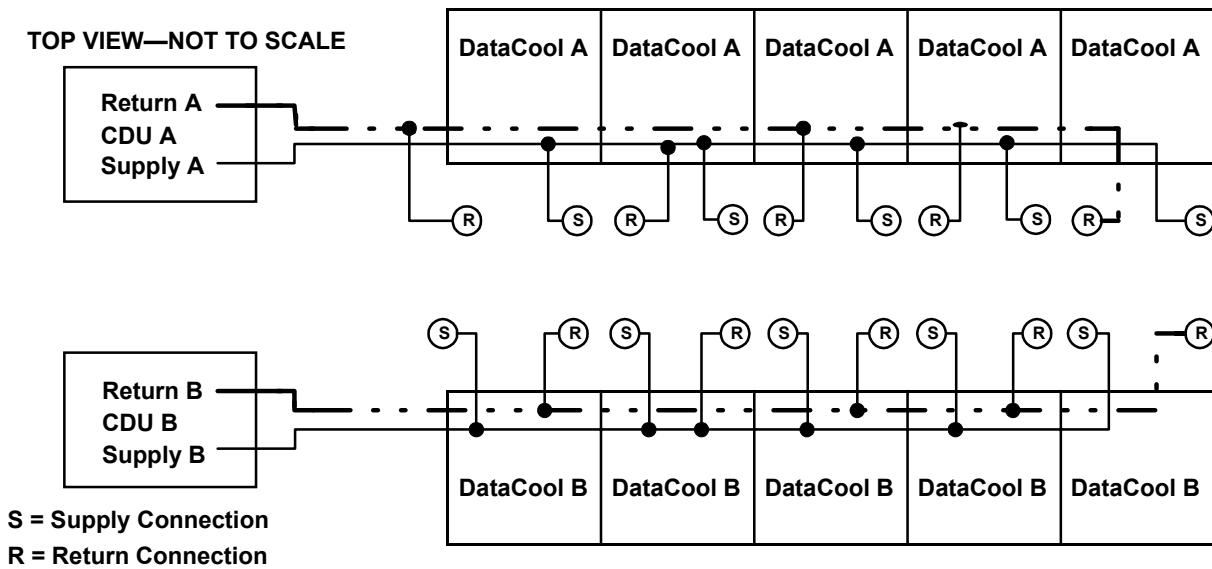 TOP VIEW—NOT TO SCALE
DataCool A DataCool A DataCool A DataCool A DataCool A
Return A
CDU A
Supply A
R S R S R S R S R S
S R S R S R S R S R
Return B
CDU B
Supply B
DataCool B DataCool B DataCool B DataCool B DataCool B
S = Supply Connection
R = Return Connection